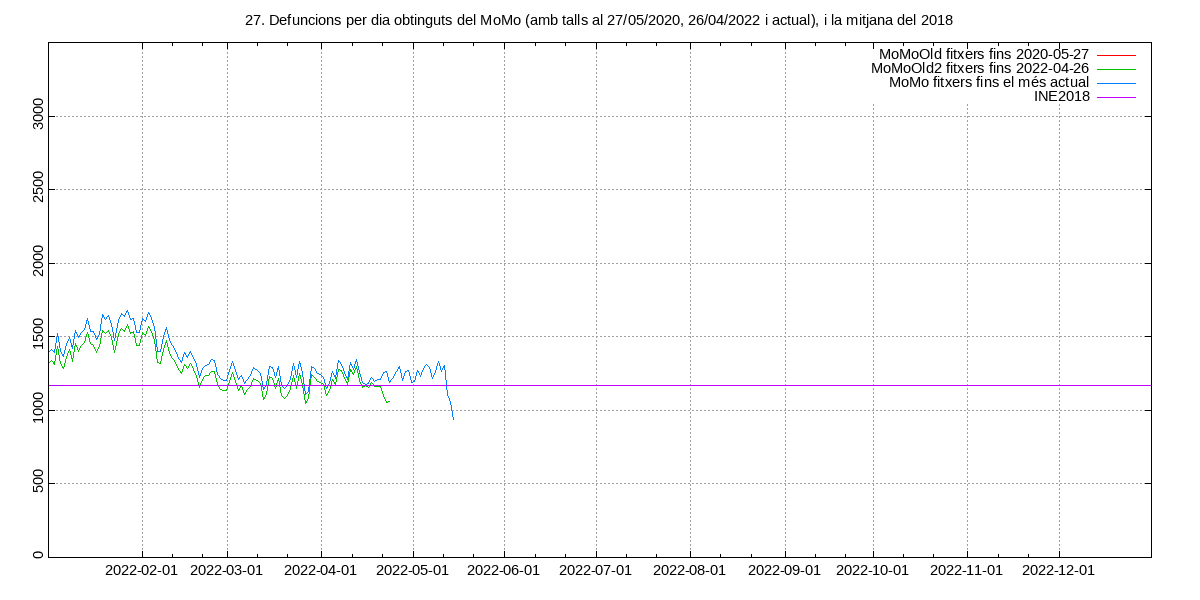 27. Defuncions per dia obtinguts del MoMo (amb talls al 27/05/2020, 26/04/2022 i actual), i la mitjana del 2018
MoMoOld fitxers fins 2020-05-27
MoMoOld2 fitxers fins 2022-04-26
MoMo fitxers fins el més actual
INE2018
3000
2500
2000
1500
1000
500
0
2022-02-01 2022-03-01 2022-04-01 2022-05-01 2022-06-01 2022-07-01 2022-08-01 2022-09-01 2022-10-01 2022-11-01 2022-12-01